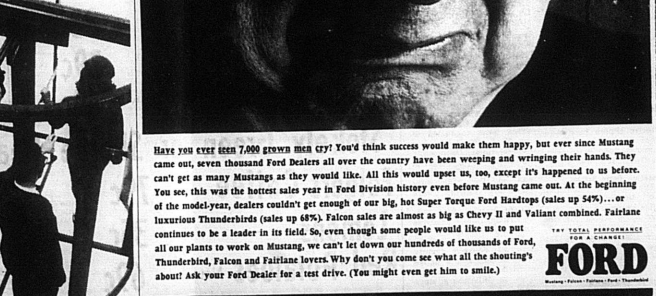 Have you ever seen 7,000 grown men cry? You'd think success would make them happy, but ever since Mustang
came out, seven thousand Ford Dealers all over the country have been weeping and wringing their hands. They
can't get as many Mustangs as they would like. All this would upset us, too, except it's happened to us before.
You see, this was the hottest sales year in Ford Division history even before Mustang came out. At the beginning
of the model-year, dealers couldn't get enough of our big, hot Super Torque Ford Hardtops (sales up 54%)...or
luxurious Thunderbirds (sales up 68%). Falcon sales are almost as big as Chevy II and Valiant combined. Fairlane
continues to be a leader in its field. So, even though some people would like us to put
all our plants to work on Mustang, we can't let down our hundreds of thousands of Ford,
Thunderbird, Falcon and Fairlane lovers. Why don't you come see what all the shouting's
about? Ask your Ford Dealer for a test drive. (You might even get him to smile.)
TRY TOTAL PERFORMANCE
FOR A CHANGE!
FORD
Mustang · Falcon · Fairlane · Ford · Thunderbird